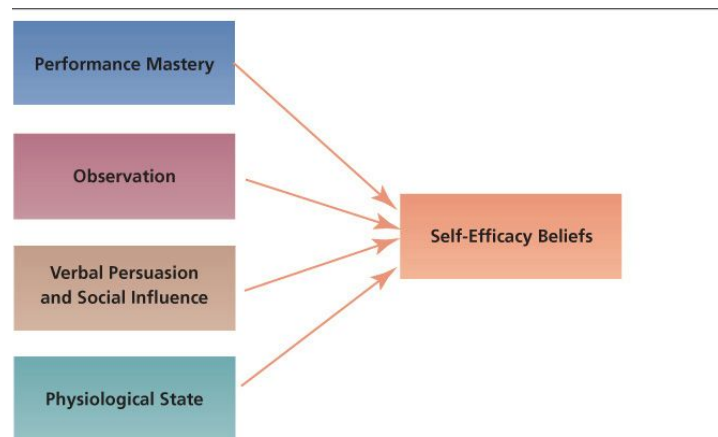 Performance Mastery
Observation
Verbal Persuasion
and Social Influence
Physiological State
Self-Efficacy Beliefs